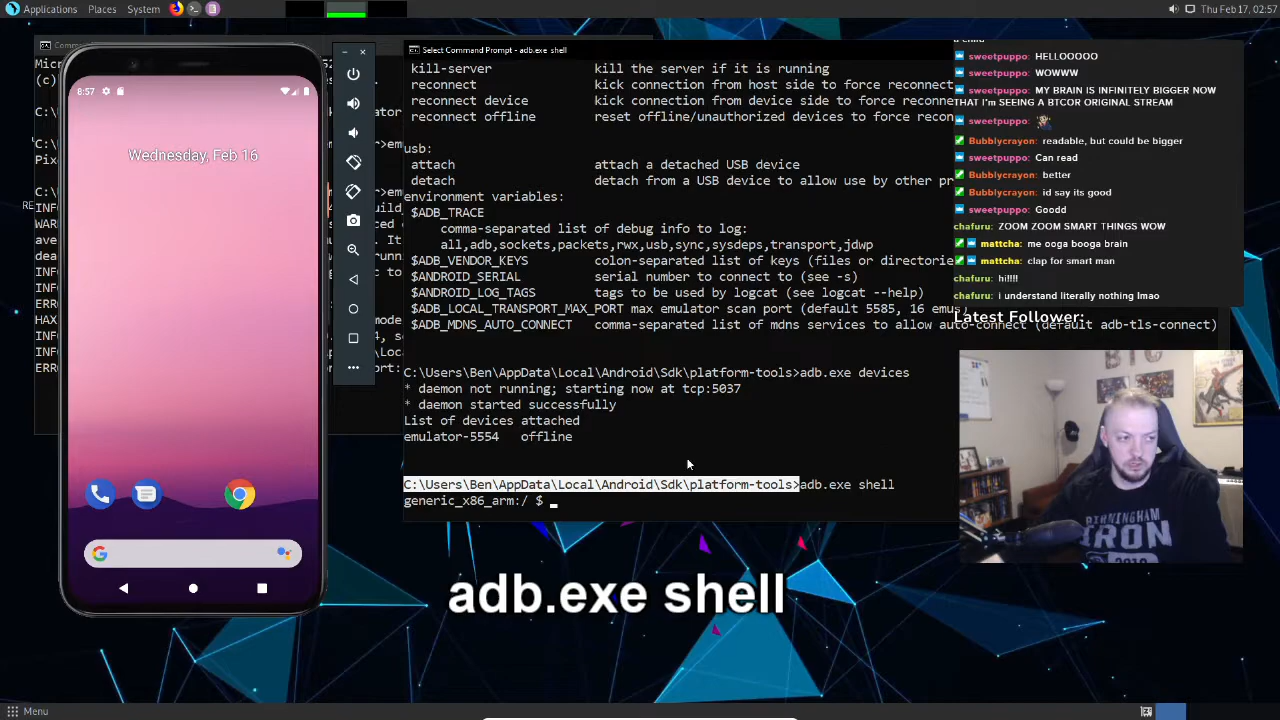 Applications Places System
Thu Feb 17, 02:57
8:57
Wednesday, Feb 16
Select Command Prompt - adb.exe shell
kill-server kill the server if it is running
reconnect kick connection from host side to force reconnect
reconnect device kick connection from device side to force reconnect
reconnect offline reset offline/unauthorized devices to force reco
usb:
attach attach a detached USB device
detach detach from a USB device to allow use by other pr
environment variables:
$ADB_TRACE
comma-separated list of debug info to log:
all,adb,sockets,packets,rwx,usb,sync,sysdeps,transport,jdwp
$ADB_VENDOR_KEYS colon-separated list of keys (files or directorie
$ANDROID_SERIAL serial number to connect to (see -s)
$ANDROID_LOG_TAGS tags to be used by logcat (see logcat --help)
$ADB_LOCAL_TRANSPORT_MAX_PORT max emulator scan port (default 5585, 16 emus)
$ADB_MDNS_AUTO_CONNECT comma-separated list of mdns services to allow auto-connect (default adb-tls-connect)
C:\Users\Ben\AppData\Local\Android\Sdk\platform-tools>adb.exe devices
* daemon not running; starting now at tcp:5037
* daemon started successfully
List of devices attached
emulator-5554 offline
C:\Users\Ben\AppData\Local\Android\Sdk\platform-tools>adb.exe shell
generic_x86_arm:/ $
sweetpuppo: HELLOOOOO
sweetpuppo: WOWWW
sweetpuppo: MY BRAIN IS INFINITELY BIGGER NOW
THAT I'm SEEING A BTCOR ORIGINAL STREAM
sweetpuppo:
Bubblycrayon: readable, but could be bigger
sweetpuppo: Can read
Bubblycrayon: better
Bubblycrayon: id say its good
sweetpuppo: Goodd
chafuru: ZOOM ZOOM SMART THINGS WOW
mattcha: me ooga booga brain
mattcha: clap for smart man
chafuru: hi!!!!
chafuru: i understand literally nothing lmao
Latest Follower:
BIRMINGHAM
IRON
adb.exe shell
Menu